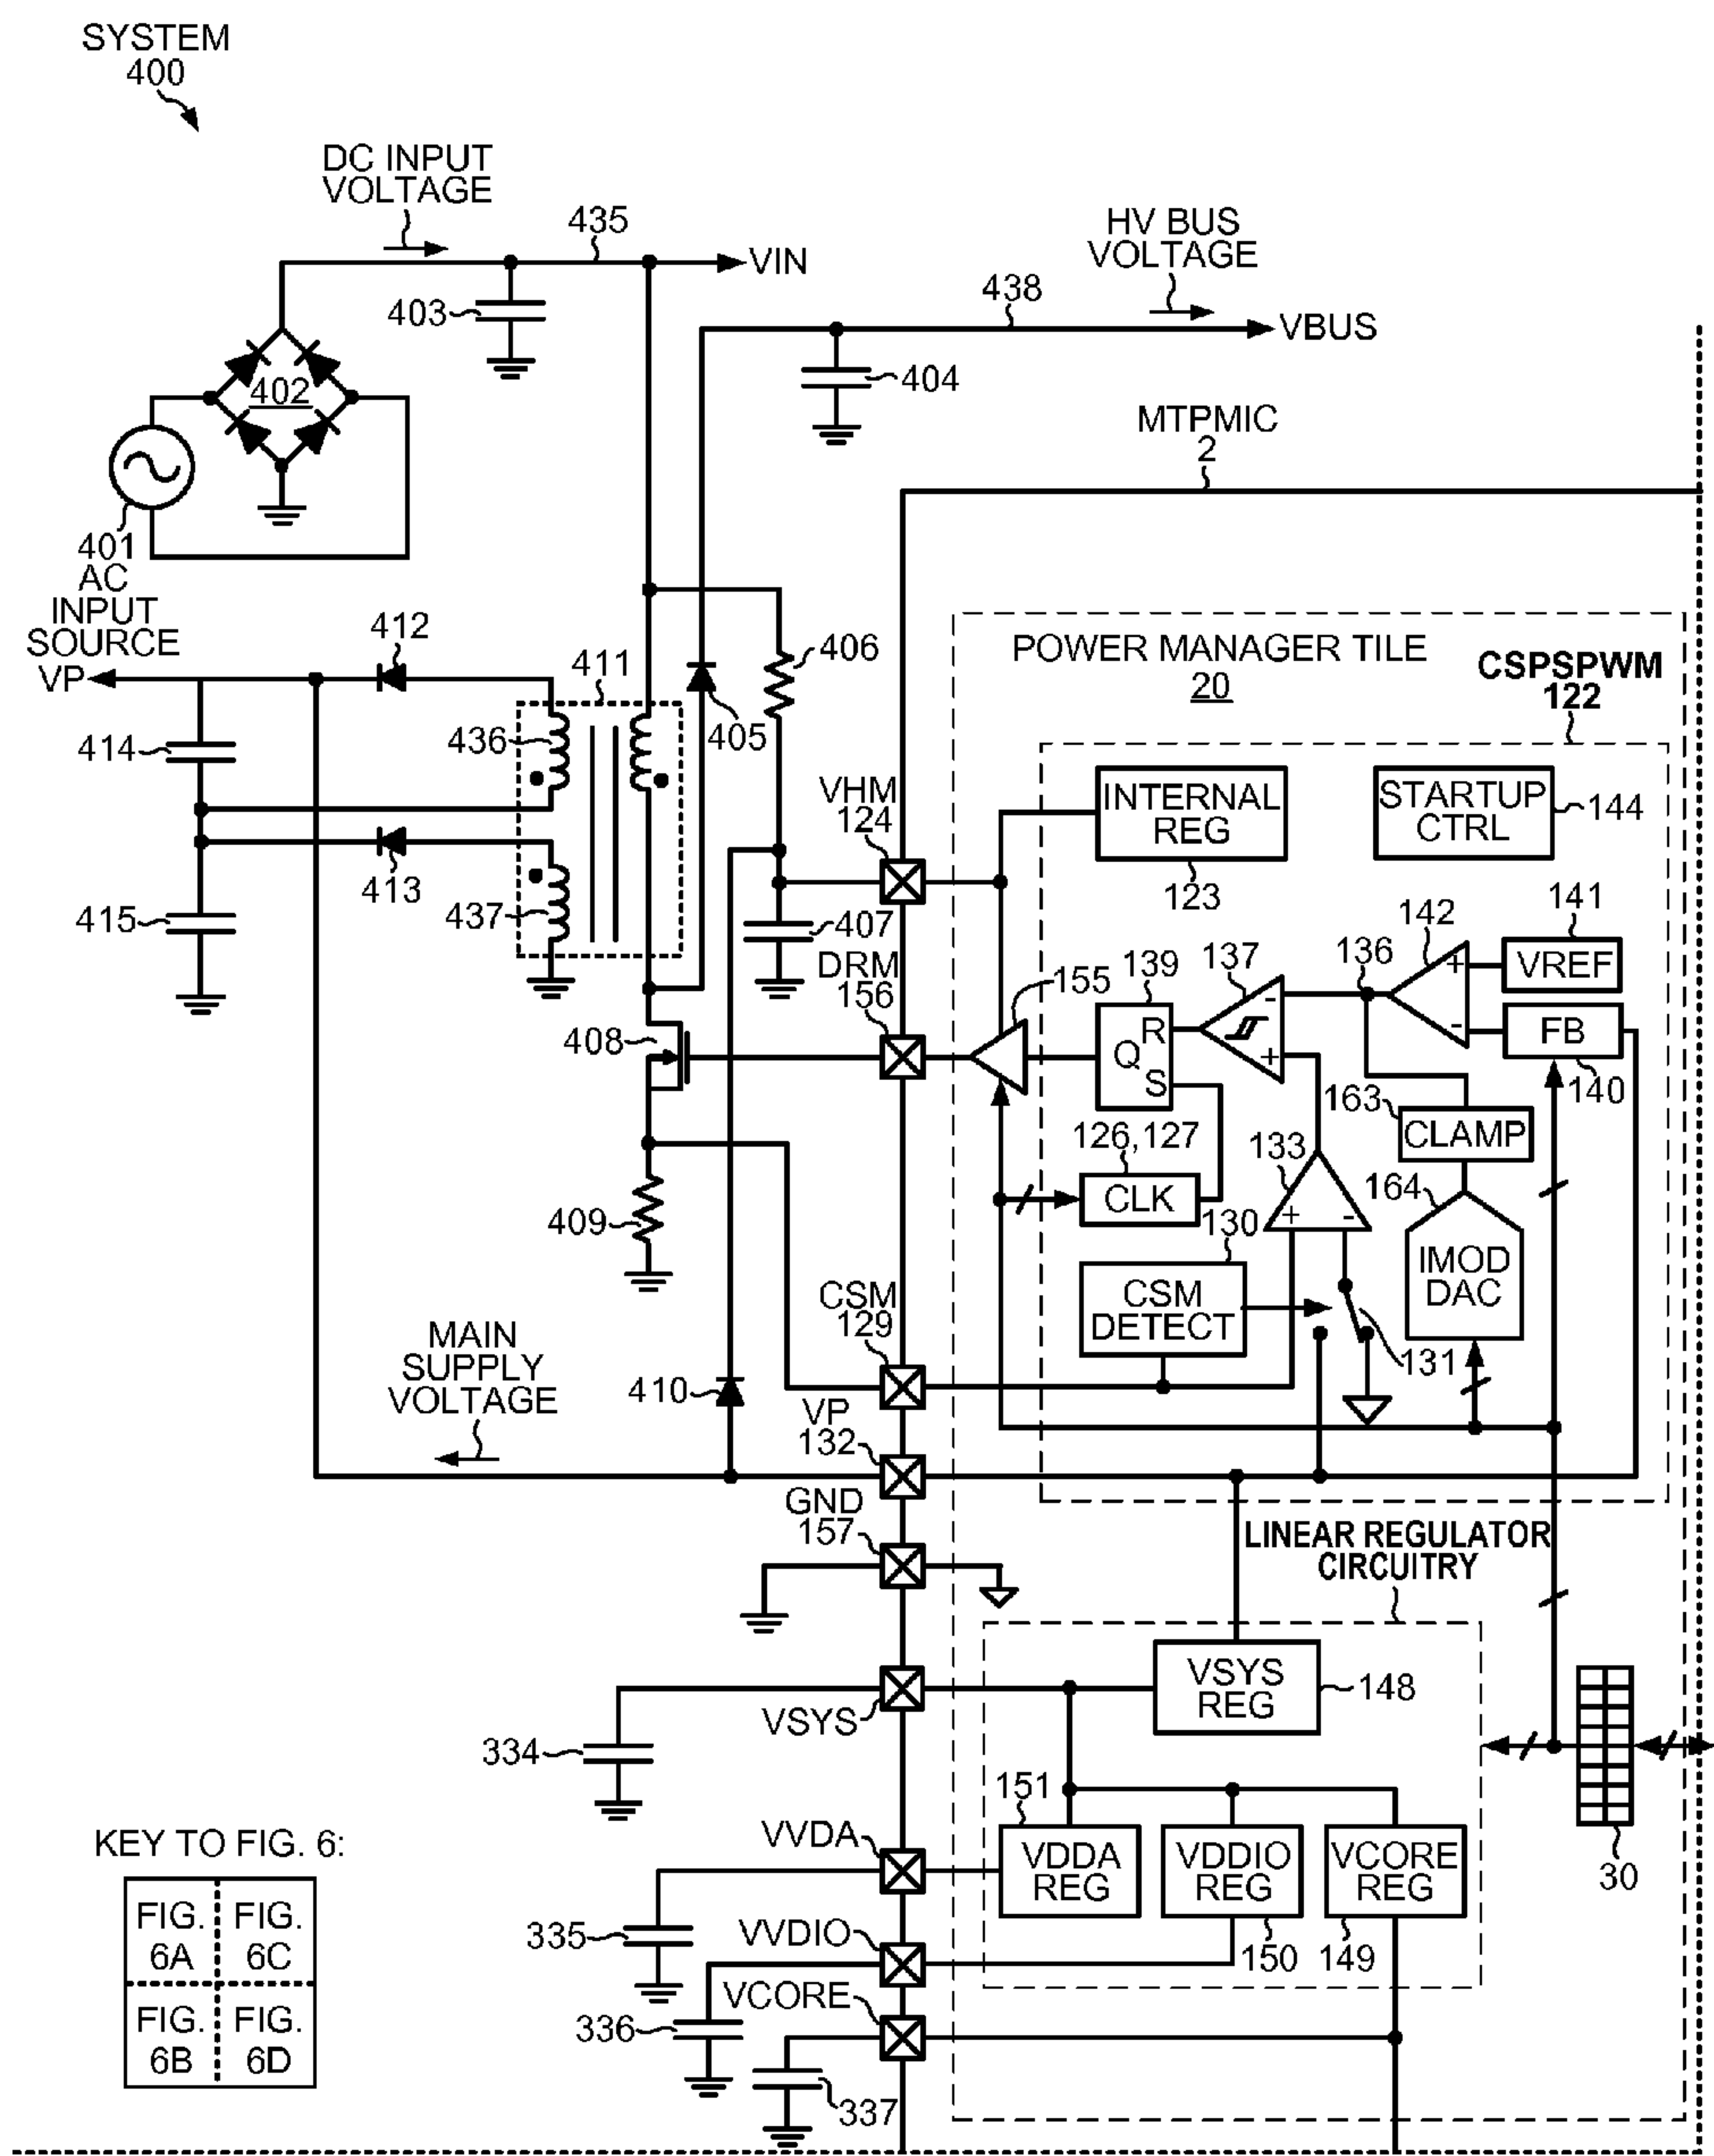 SYSTEM
400
DC INPUT
VOLTAGE
435
VIN
403
HV BUS
VOLTAGE
438
VBUS
404
402
MTPMIC
2
401
AC
INPUT
SOURCE
VP
412
411
406
405
436
414
413
437
415
VHM
124
407
DRM
156
408
409
CSM
129
MAIN
SUPPLY
VOLTAGE
410
VP
132
GND
157
POWER MANAGER TILE
20
CSPSPWM
122
INTERNAL
REG
123
STARTUP
CTRL
144
142
141
VREF
+
-
136
137
-
+
139
155
R
Q
S
FB
140
163
CLAMP
126,127
CLK
133
+
-
164
130
CSM
DETECT
IMOD
DAC
131
LINEAR REGULATOR
CIRCUITRY
VSYS
REG
148
VSYS
334
151
VDDA
REG
VDDIO
REG
VCORE
REG
150
149
30
VVDA
335
VVDIO
336
VCORE
337
KEY TO FIG. 6:
FIG.
6A
FIG.
6C
FIG.
6B
FIG.
6D